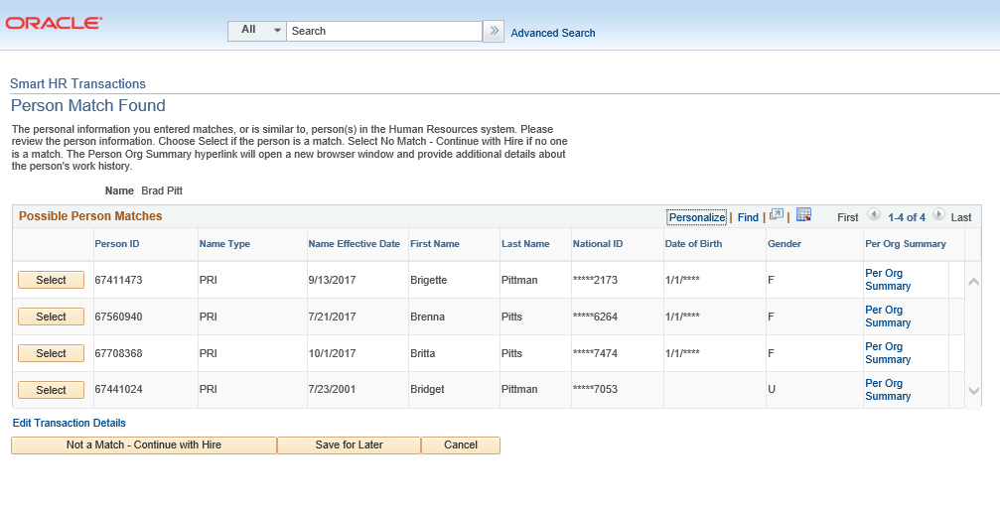 ORACLE
All Search Advanced Search
Smart HR Transactions
Person Match Found
The personal information you entered matches, or is similar to, person(s) in the Human Resources system. Please
review the person information. Choose Select if the person is a match. Select No Match - Continue with Hire if no one
is a match. The Person Org Summary hyperlink will open a new browser window and provide additional details about
the person's work history.
Name Brad Pitt
Possible Person Matches Personalize | Find | | First 1-4 of 4 Last
Person ID Name Type Name Effective Date First Name Last Name National ID Date of Birth Gender Per Org Summary
Select 67411473 PRI 9/13/2017 Brigette Pittman *****2173 1/1/**** F Per Org Summary
Select 67560940 PRI 7/21/2017 Brenna Pitts *****6264 1/1/**** F Per Org Summary
Select 67708368 PRI 10/1/2017 Britta Pitts *****7474 1/1/**** F Per Org Summary
Select 67441024 PRI 7/23/2001 Bridget Pittman *****7053 U Per Org Summary
Edit Transaction Details
Not a Match - Continue with Hire Save for Later Cancel